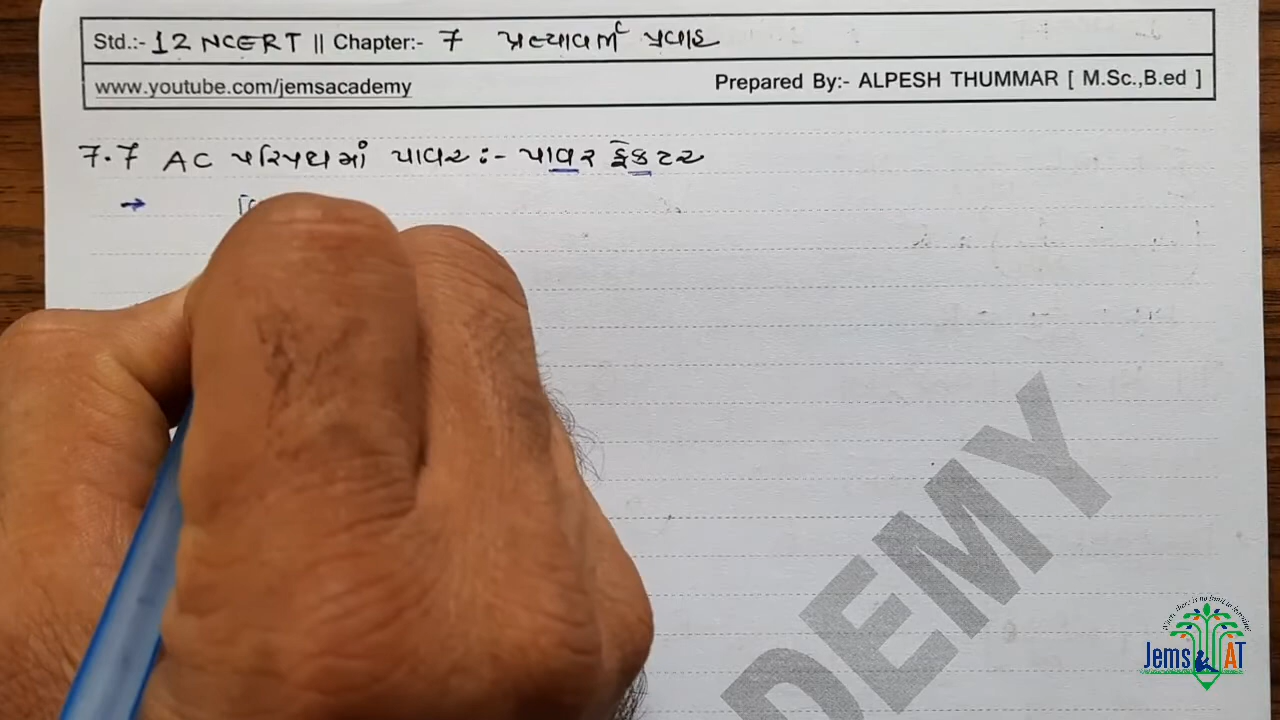 Std.:- 12 NCERT || Chapter:- 7 પ્રત્યાવર્તી પ્રવાહ
www.youtube.com/jemsacademy Prepared By:- ALPESH THUMMAR [ M.Sc.,B.ed ]
7.7 AC પરિપથમાં પાવર :- પાવર ફેકટર
→
DEMY
Jems AT